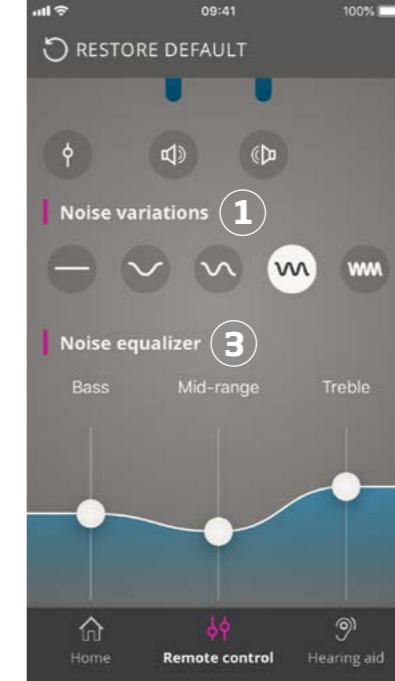 09:41
100%
RESTORE DEFAULT
Noise variations 1
Noise equalizer 3
Bass Mid-range Treble
Home Remote control Hearing aid